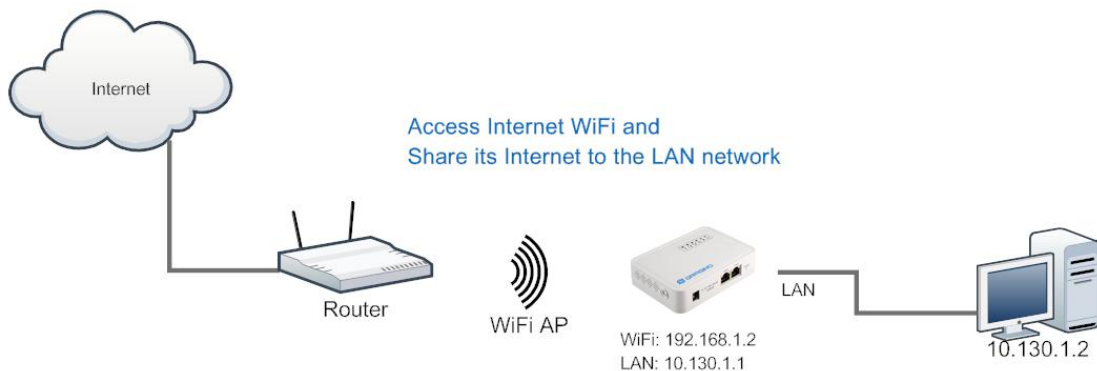 Internet
Access Internet WiFi and
Share its Internet to the LAN network
Router
WiFi AP
DRAGINO
WiFi: 192.168.1.2
LAN: 10.130.1.1
LAN
10.130.1.2